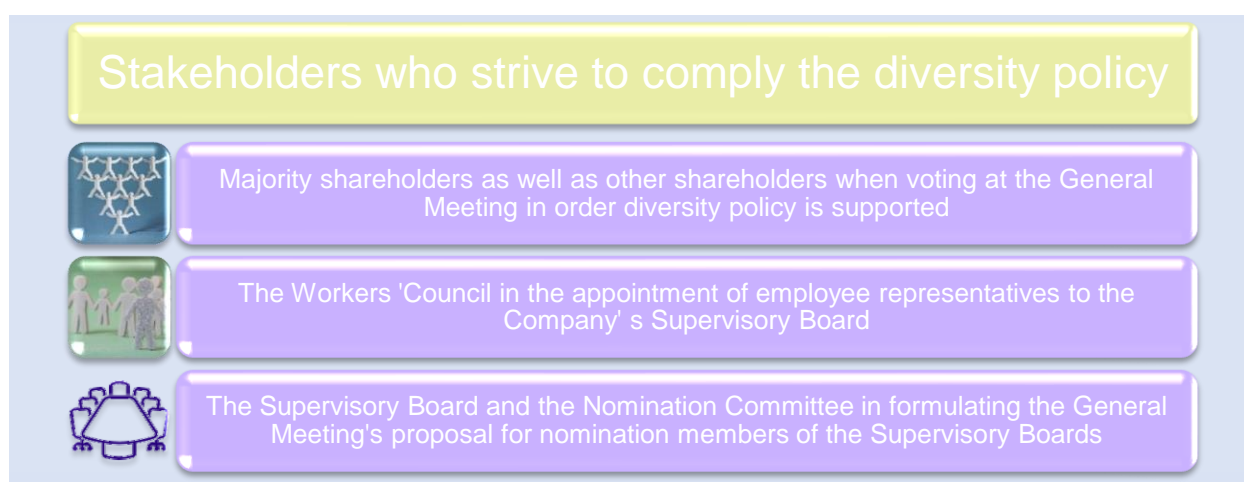 Stakeholders who strive to comply the diversity policy
Majority shareholders as well as other shareholders when voting at the General
Meeting in order diversity policy is supported
The Workers 'Council in the appointment of employee representatives to the
Company' s Supervisory Board
The Supervisory Board and the Nomination Committee in formulating the General
Meeting's proposal for nomination members of the Supervisory Boards